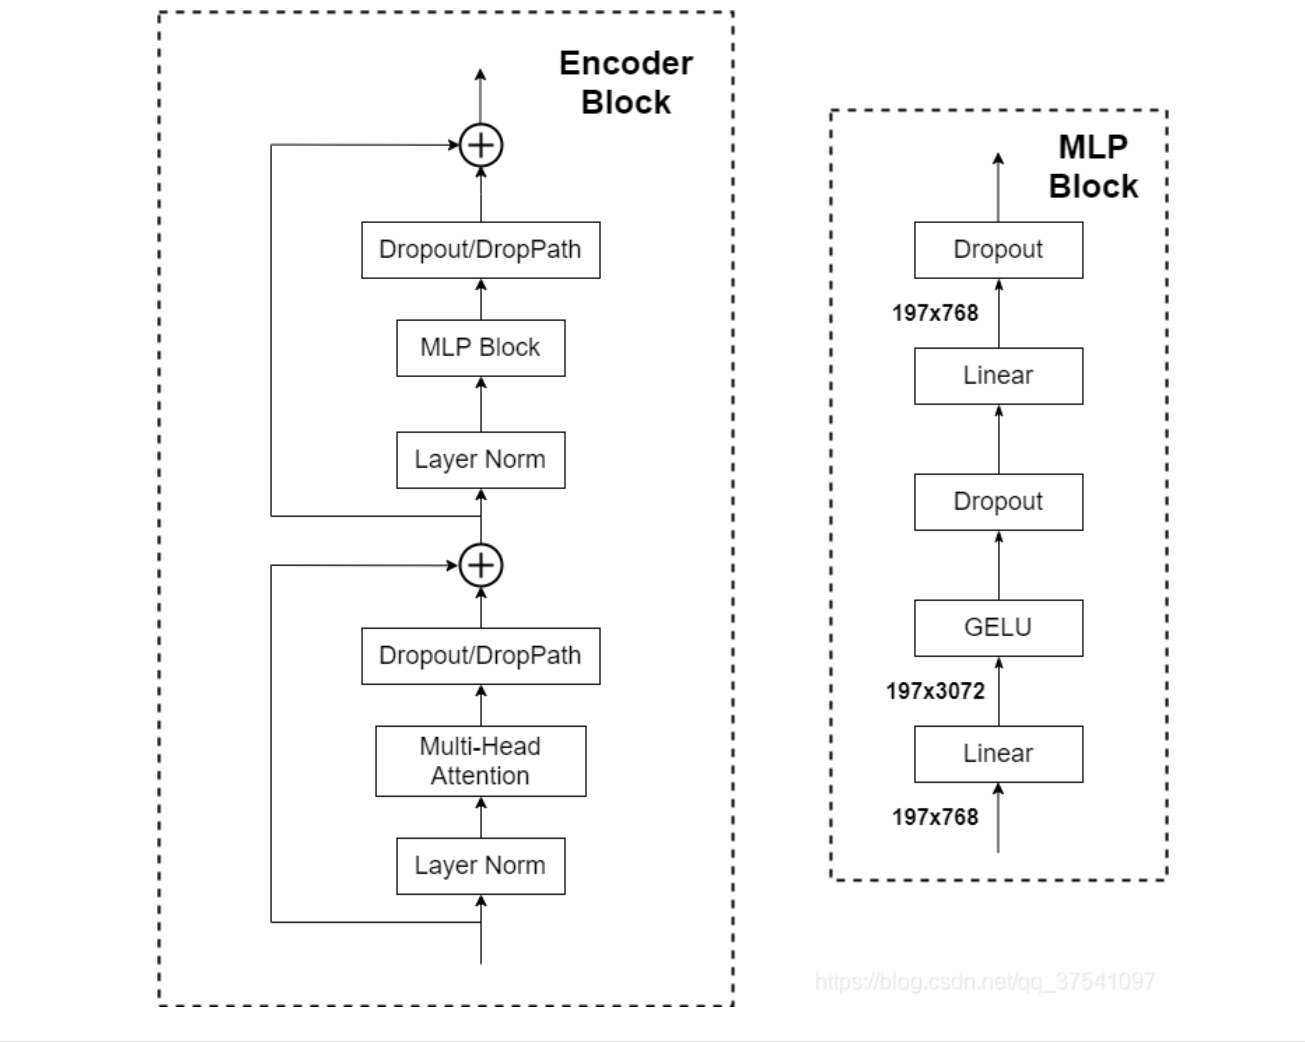 Encoder
Block
Dropout/DropPath
MLP Block
Layer Norm
Dropout/DropPath
Multi-Head
Attention
Layer Norm
MLP
Block
Dropout
197x768
Linear
Dropout
GELU
197x3072
Linear
197x768
https://blog.csdn.net/qq_37541097